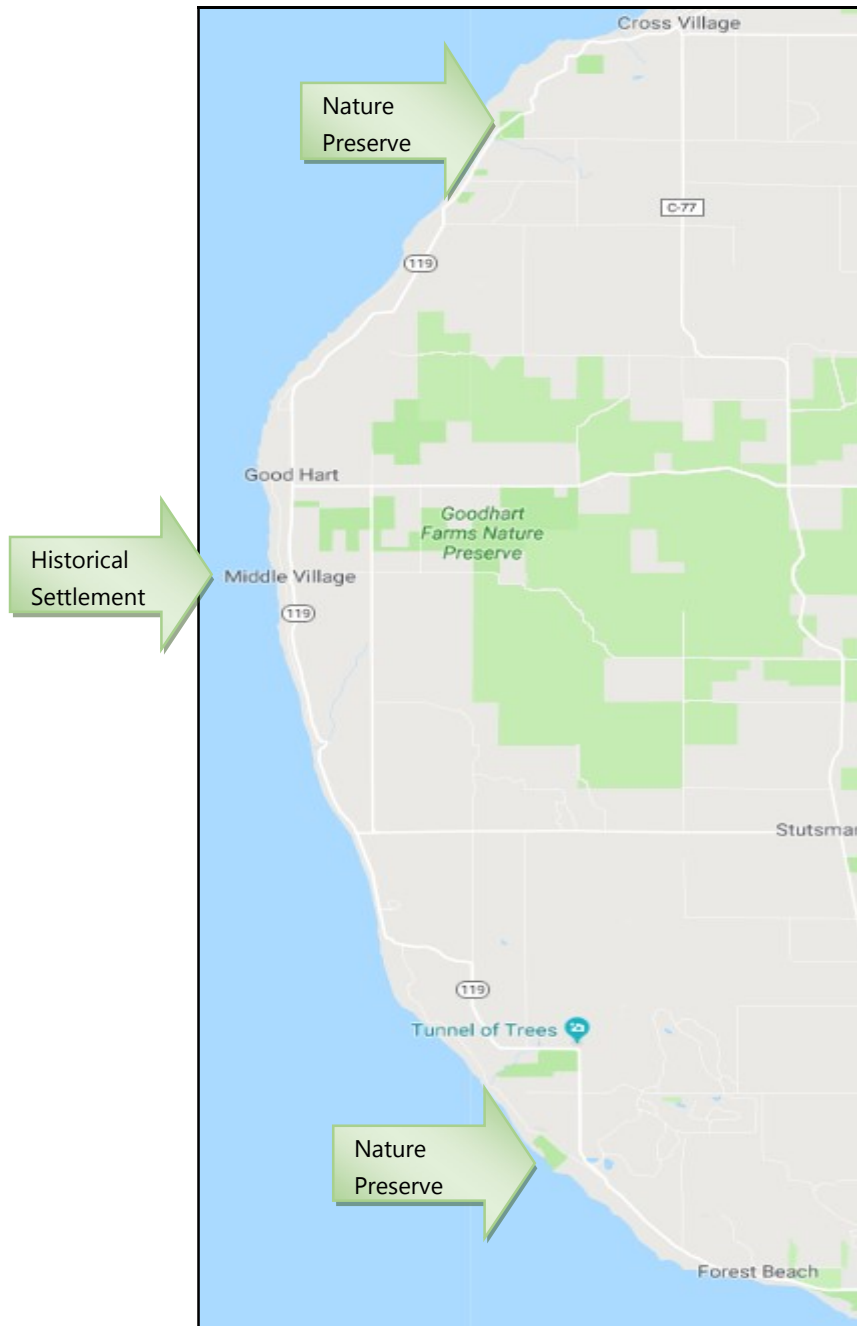 Cross Village
Nature
Preserve
C-77
119
Good Hart
Goodhart
Farms Nature
Preserve
Historical
Settlement
Middle Village
119
Stutsmar
119
Tunnel of Trees
Nature
Preserve
Forest Beach